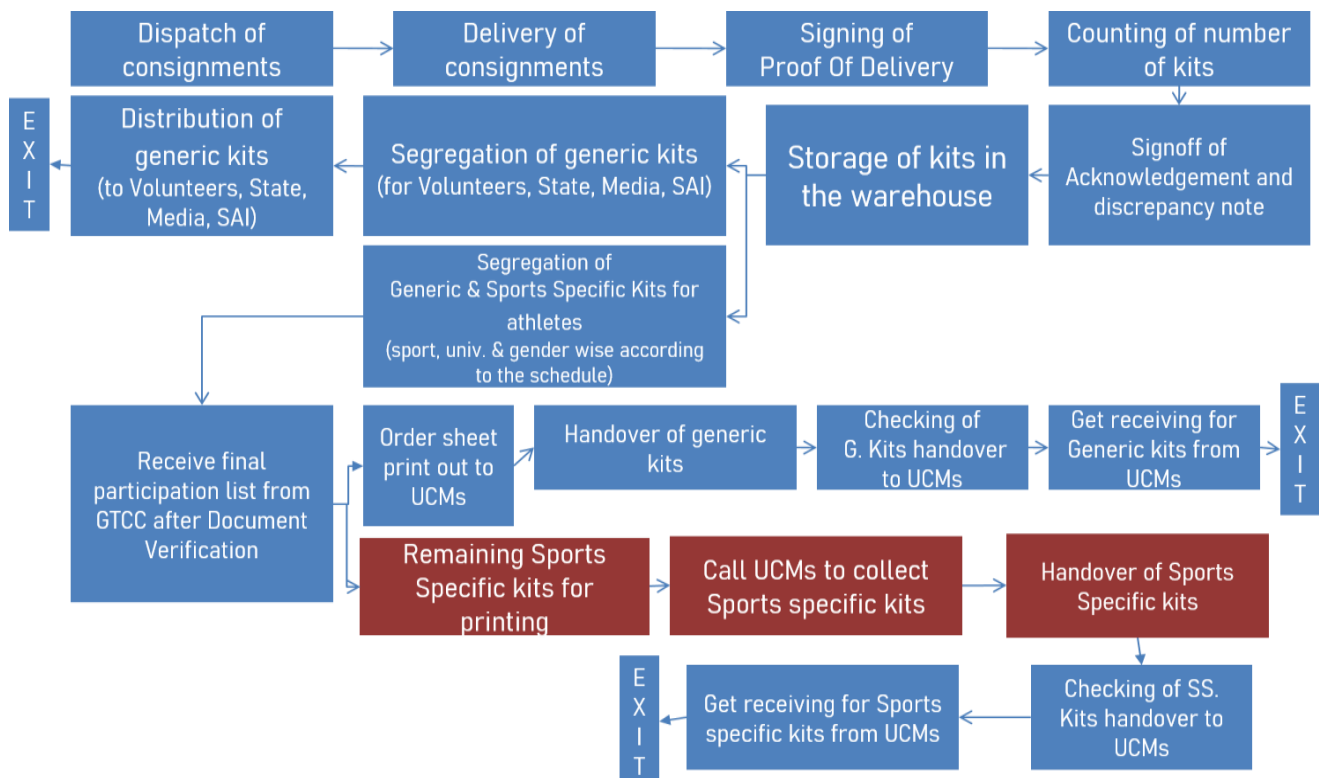 Dispatch of
consignments
Delivery of
consignments
Signing of
Proof Of Delivery
Counting of number
of kits
E
X
I
T
Distribution of
generic kits
(to Volunteers, State,
Media, SAI)
Segregation of generic kits
(for Volunteers, State, Media, SAI)
Storage of kits in
the warehouse
Signoff of
Acknowledgement and
discrepancy note
Segregation of
Generic & Sports Specific Kits for
athletes
(sport, univ. & gender wise according
to the schedule)
Receive final
participation list from
GTCC after Document
Verification
Order sheet
print out to
UCMs
Handover of generic
kits
Checking of
G. Kits handover
to UCMs
Get receiving for
Generic kits from
UCMs
E
X
I
T
Remaining Sports
Specific kits for
printing
Call UCMs to collect
Sports specific kits
Handover of Sports
Specific kits
E
X
I
T
Get receiving for Sports
specific kits from UCMs
Checking of SS.
Kits handover to
UCMs